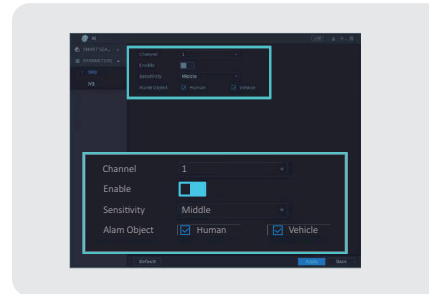 AI
SMART SEA...
PARAMETERS
SMD
IVS
Channel 1
Enable
Sensitivity Middle
Alarm Object Human Vehicle
Channel 1
Enable
Sensitivity Middle
Alam Object Human Vehicle
Default Apply Back